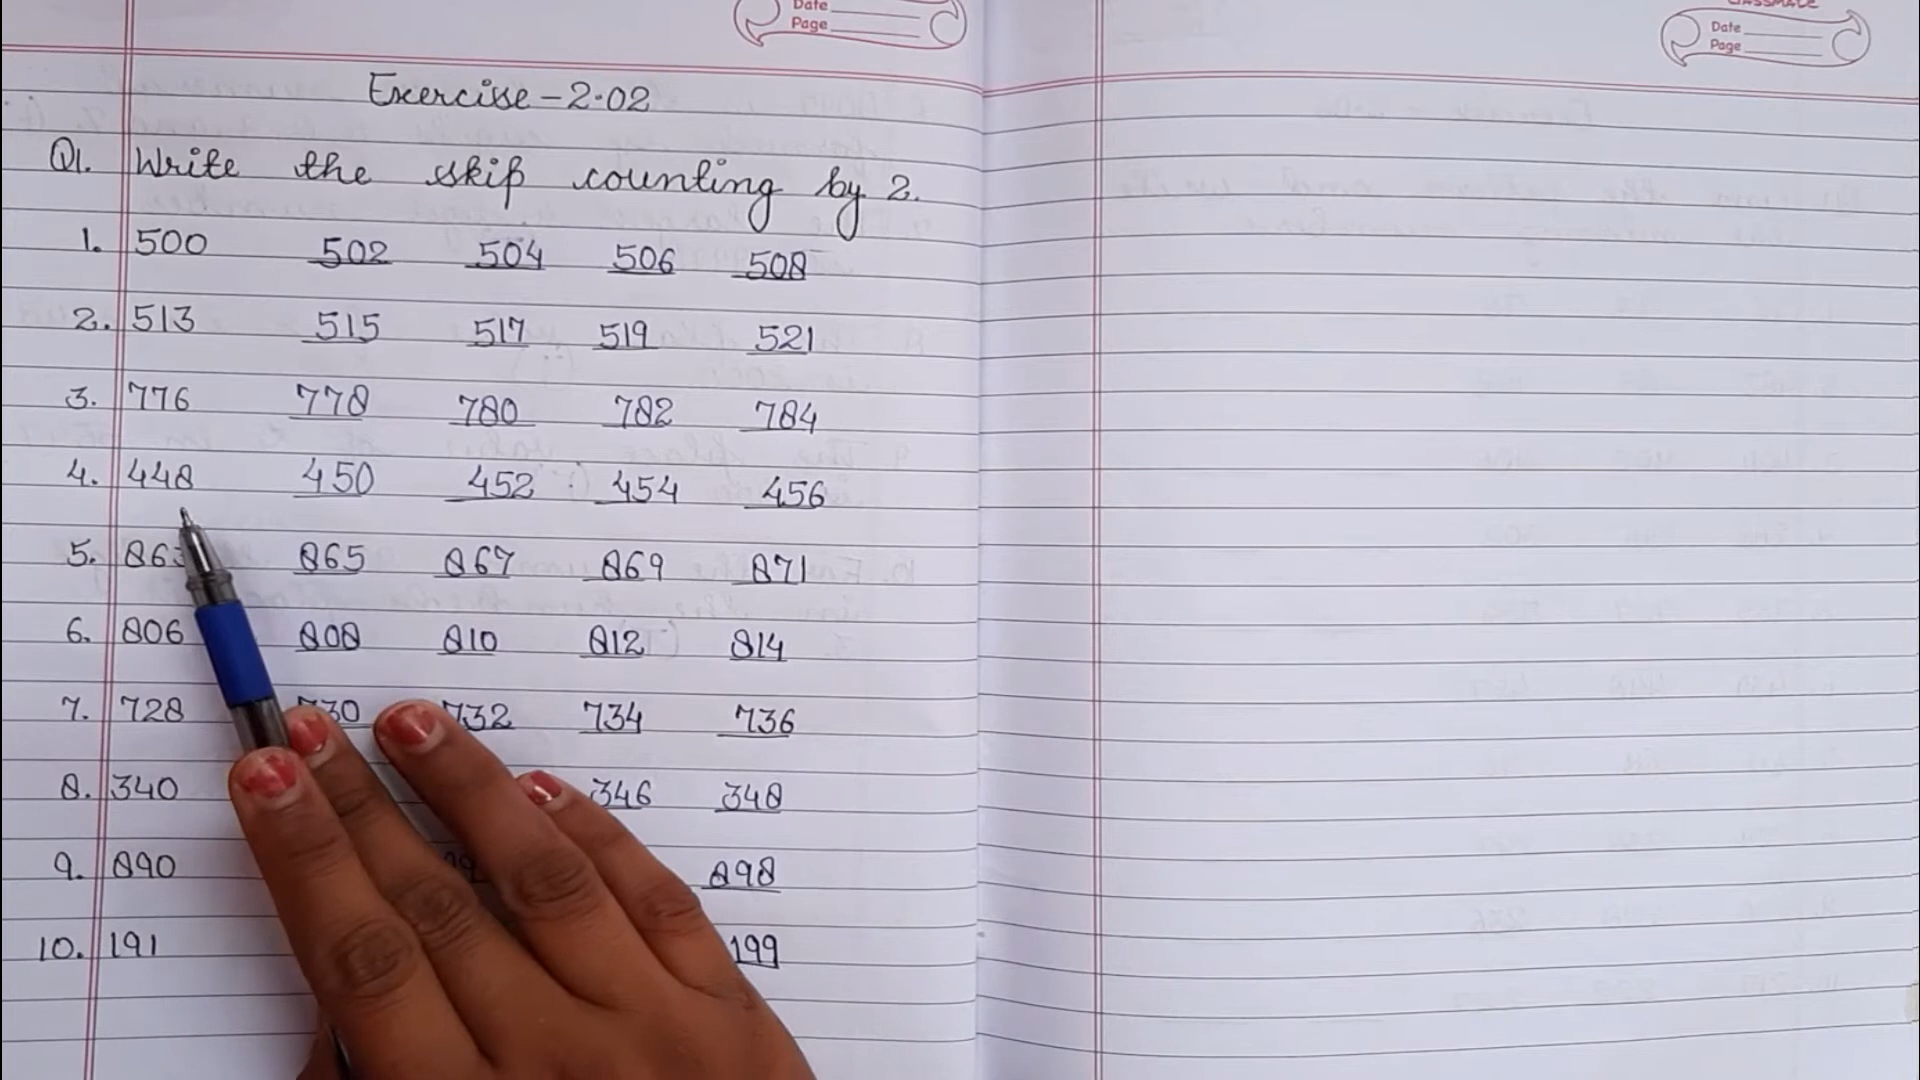 Date
Page
CLASSMATE
Date
Page
Exercise-2.02
Q1. Write the skip counting by 2.
1. 500 502 504 506 508
2. 513 515 517 519 521
3. 776 778 780 782 784
4. 448 450 452 454 456
5. 863 865 867 869 871
6. 806 808 810 812 814
7. 728 730 732 734 736
8. 340 346 348
9. 890 898
10. 191 199